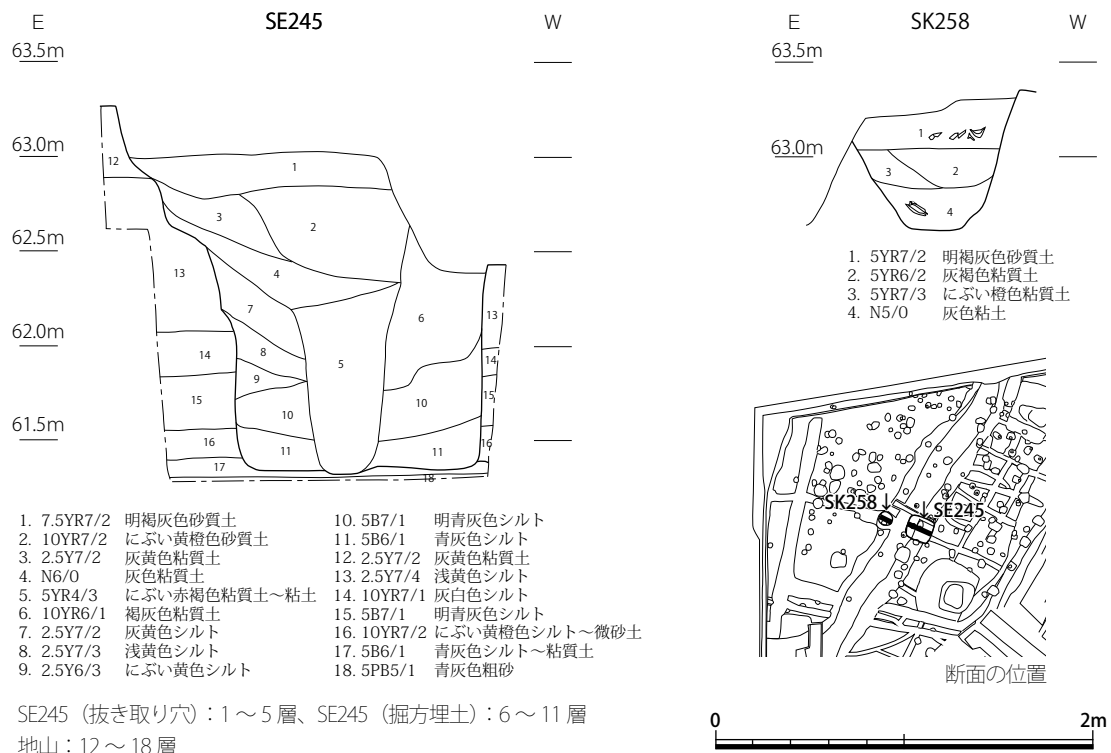 E SE245 W
63.5m
63.0m
62.5m
62.0m
61.5m
12
1
3
2
4
13
7
6
13
8
5
14
14
9
15
10
10
15
16
11
11
16
17
18
1. 7.5YR7/2 明褐灰色砂質土
2. 10YR7/2 にぶい黄橙色砂質土
3. 2.5Y7/2 灰黄色粘質土
4. N6/0 灰色粘質土
5. 5YR4/3 にぶい赤褐色粘質土～粘土
6. 10YR6/1 褐灰色粘質土
7. 2.5Y7/2 灰黄色シルト
8. 2.5Y7/3 浅黄色シルト
9. 2.5Y6/3 にぶい黄色シルト
10. 5B7/1 明青灰色シルト
11. 5B6/1 青灰色シルト
12. 2.5Y7/2 灰黄色粘質土
13. 2.5Y7/4 浅黄色シルト
14. 10YR7/1 灰白色シルト
15. 5B7/1 明青灰色シルト
16. 10YR7/2 にぶい黄橙色シルト～微砂土
17. 5B6/1 青灰色シルト～粘質土
18. 5PB5/1 青灰色粗砂
SE245（抜き取り穴）：1～5層、SE245（掘方埋土）：6～11層
地山：12～18層
E SK258 W
63.5m
63.0m
1
3
2
4
1. 5YR7/2 明褐灰色砂質土
2. 5YR6/2 灰褐色粘質土
3. 5YR7/3 にぶい橙色粘質土
4. N5/0 灰色粘土
SK258↓ ↓SE245
断面の位置
0 2m